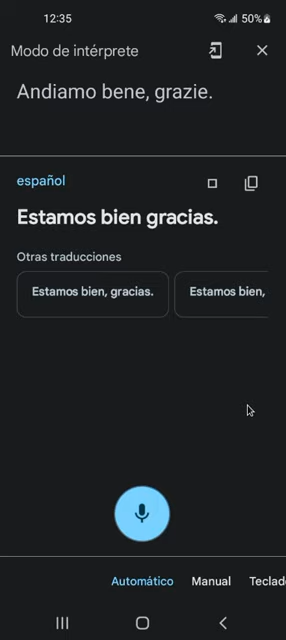 12:35
50%
Modo de intérprete
Andiamo bene, grazie.
español
Estamos bien gracias.
Otras traducciones
Estamos bien, gracias.
Estamos bien,
Automático
Manual
Teclad